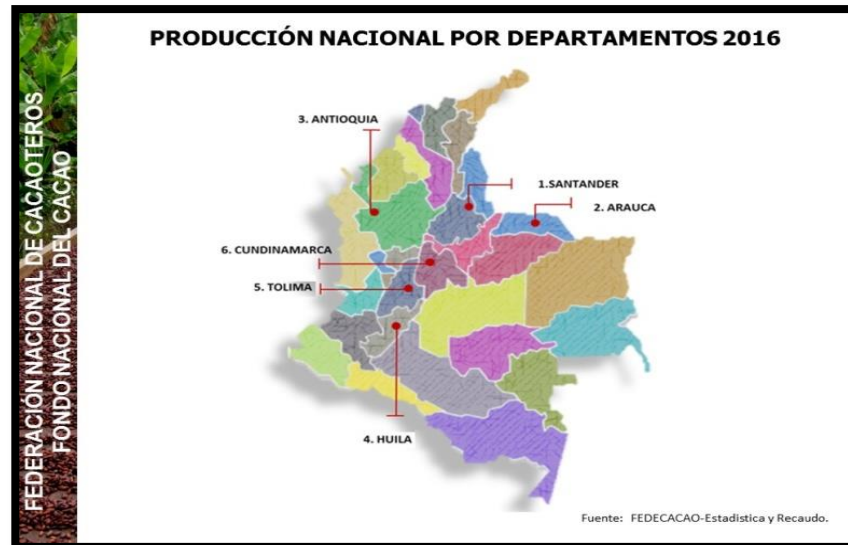 PRODUCCIÓN NACIONAL POR DEPARTAMENTOS 2016
FEDERACIÓN NACIONAL DE CACAOTEROS
FONDO NACIONAL DEL CACAO
3. ANTIOQUIA
1.SANTANDER
2. ARAUCA
6. CUNDINAMARCA
5. TOLIMA
4. HUILA
Fuente: FEDECACAO-Estadística y Recaudo.